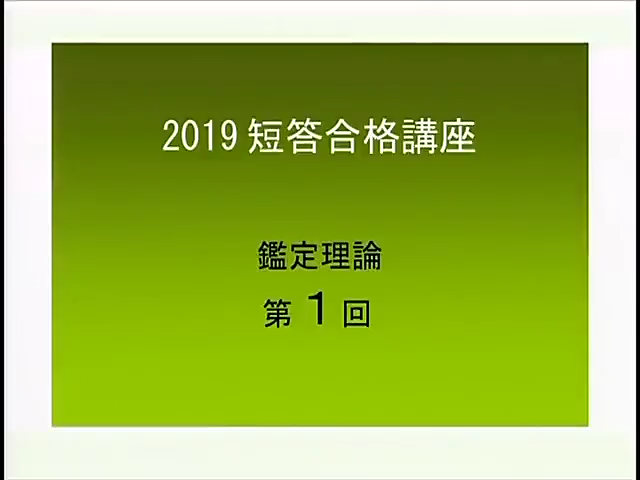 2019 短答合格講座
鑑定理論
第 1 回